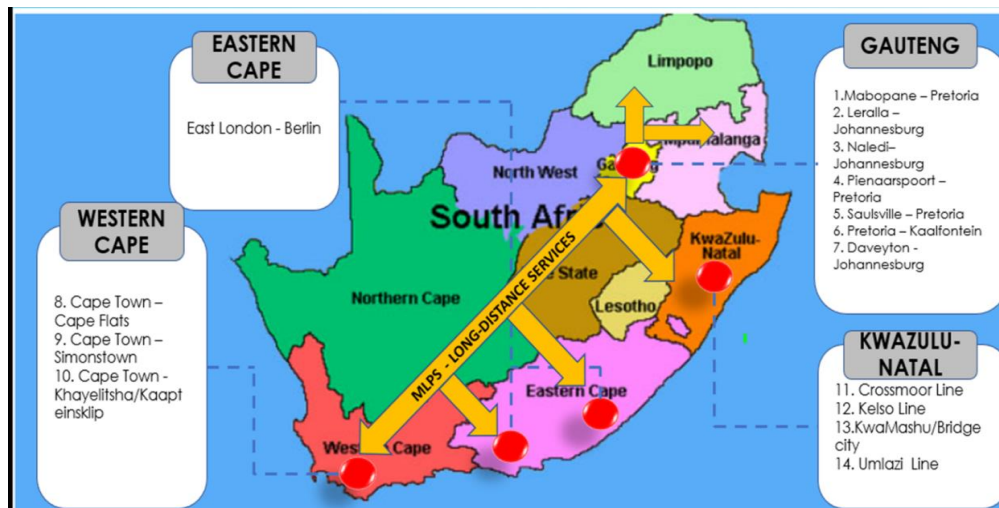 EASTERN
CAPE
East London - Berlin
WESTERN
CAPE
8. Cape Town –
Cape Flats
9. Cape Town –
Simonstown
10. Cape Town -
Khayelitsha/Kaapt
einsklip
Limpopo
North West
South Afri
Northern Cape
State
Lesotho
KwaZulu-
Natal
Eastern Cape
Cape
MLPS - LONG-DISTANCE SERVICES
GAUTENG
1.Mabopane – Pretoria
2. Leralla –
Johannesburg
3. Naledi–
Johannesburg
4. Pienaarspoort –
Pretoria
5. Saulsville – Pretoria
6. Pretoria – Kaalfontein
7. Daveyton -
Johannesburg
KWAZULU-
NATAL
11. Crossmoor Line
12. Kelso Line
13.KwaMashu/Bridge
city
14. Umlazi Line